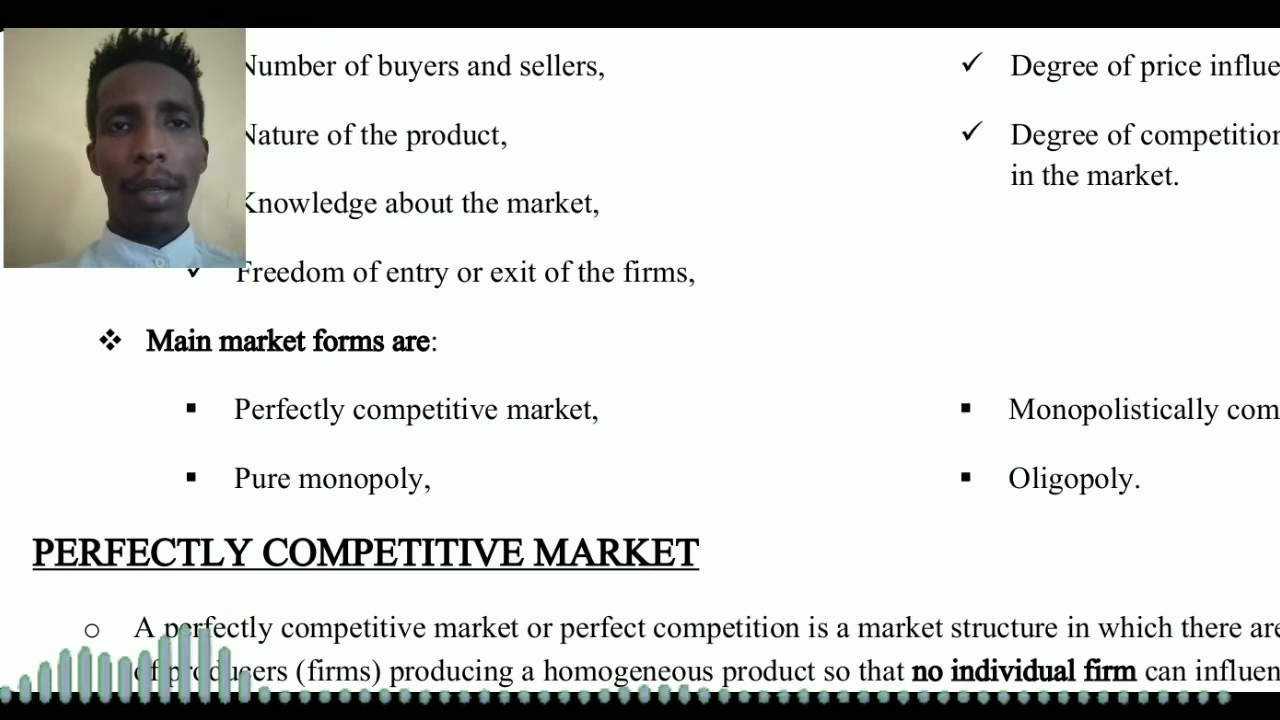 Number of buyers and sellers,
Nature of the product,
Knowledge about the market,
Freedom of entry or exit of the firms,
Degree of price influe
Degree of competition
in the market.
Main market forms are:
Perfectly competitive market,
Pure monopoly,
Monopolistically com
Oligopoly.
PERFECTLY COMPETITIVE MARKET
A perfectly competitive market or perfect competition is a market structure in which there are
of producers (firms) producing a homogeneous product so that no individual firm can influen